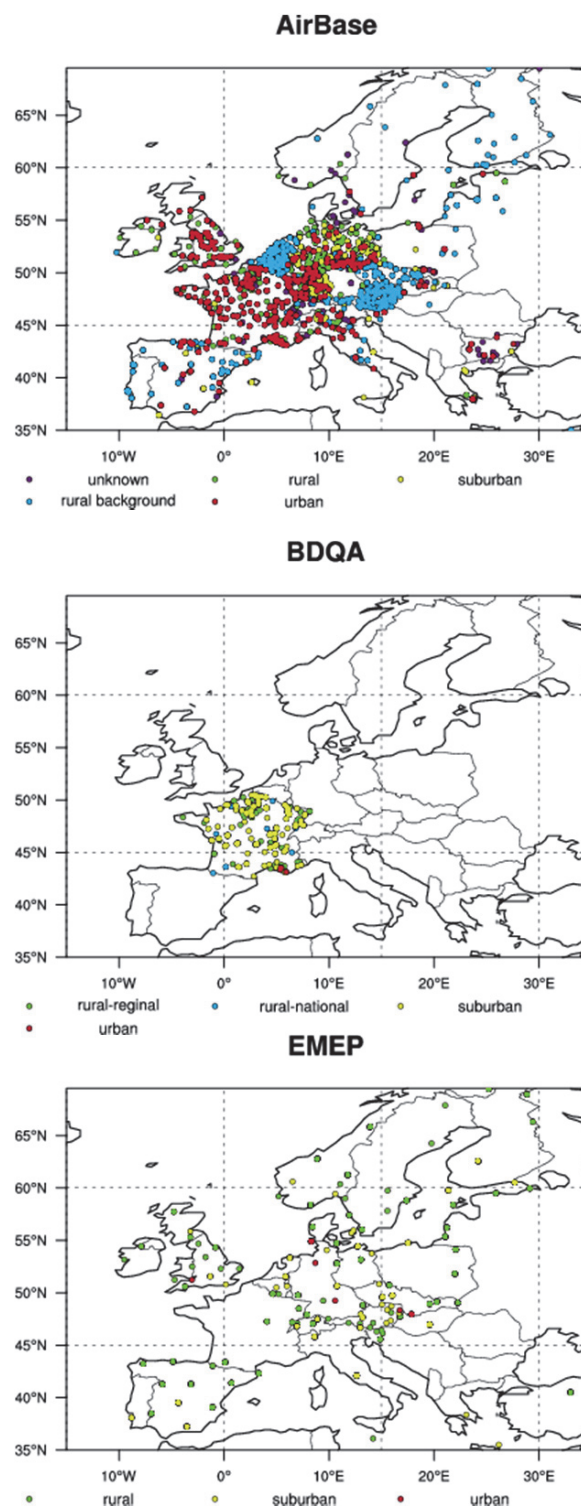 AirBase
65°N
60°N
55°N
50°N
45°N
40°N
35°N
10°W 0° 10°E 20°E 30°E
unknown rural suburban
rural background urban
BDQA
65°N
60°N
55°N
50°N
45°N
40°N
35°N
10°W 0° 10°E 20°E 30°E
rural-reginal rural-national suburban
urban
EMEP
65°N
60°N
55°N
50°N
45°N
40°N
35°N
10°W 0° 10°E 20°E 30°E
rural suburban urban